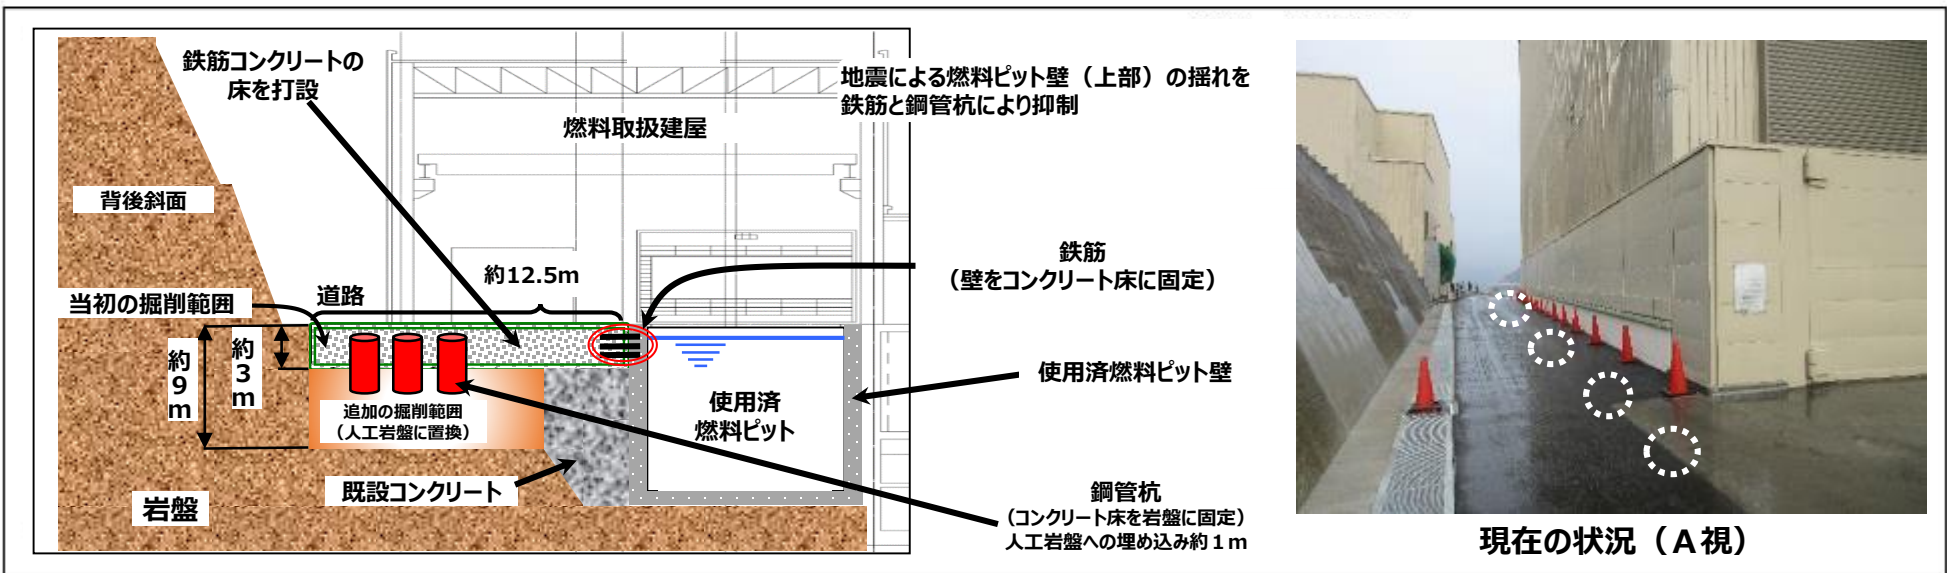 鉄筋コンクリートの
床を打設
地震による燃料ピット壁（上部）の揺れを
鉄筋と鋼管杭により抑制
燃料取扱建屋
背後斜面
鉄筋
（壁をコンクリート床に固定）
約12.5m
当初の掘削範囲
道路
約3m
約9m
使用済燃料ピット壁
使用済
燃料ピット
追加の掘削範囲
（人工岩盤に置換）
既設コンクリート
岩盤
鋼管杭
（コンクリート床を岩盤に固定）
人工岩盤への埋め込み約１ｍ
現在の状況（Ａ視）